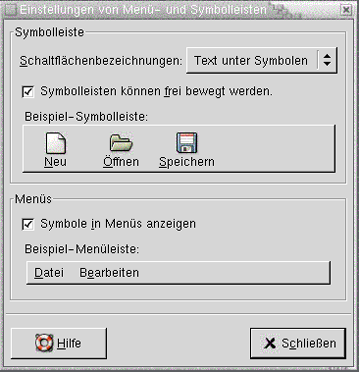 Einstellungen von Menü- und Symbolleisten
Symbolleiste
Schaltflächenbezeichnungen: Text unter Symbolen
Symbolleisten können frei bewegt werden.
Beispiel-Symbolleiste:
Neu Öffnen Speichern
Menüs
Symbole in Menüs anzeigen
Beispiel-Menüleiste:
Datei Bearbeiten
Hilfe Schließen